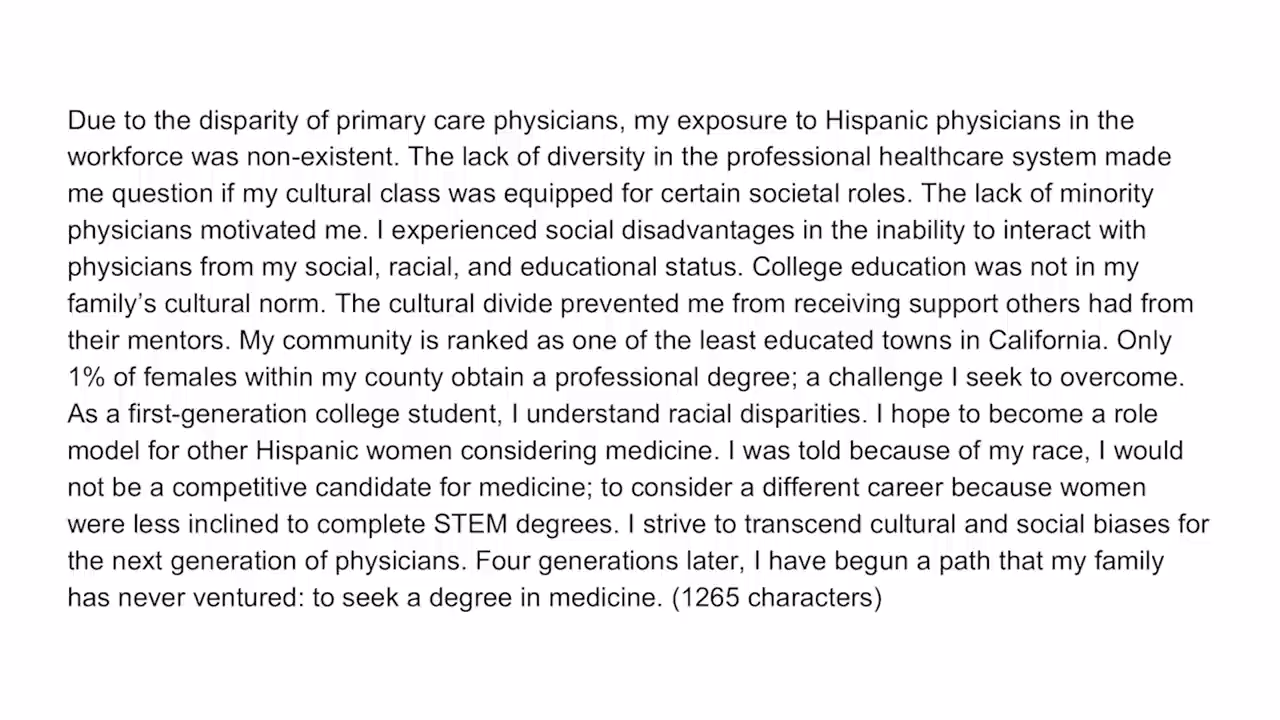 Due to the disparity of primary care physicians, my exposure to Hispanic physicians in the
workforce was non-existent. The lack of diversity in the professional healthcare system made
me question if my cultural class was equipped for certain societal roles. The lack of minority
physicians motivated me. I experienced social disadvantages in the inability to interact with
physicians from my social, racial, and educational status. College education was not in my
family’s cultural norm. The cultural divide prevented me from receiving support others had from
their mentors. My community is ranked as one of the least educated towns in California. Only
1% of females within my county obtain a professional degree; a challenge I seek to overcome.
As a first-generation college student, I understand racial disparities. I hope to become a role
model for other Hispanic women considering medicine. I was told because of my race, I would
not be a competitive candidate for medicine; to consider a different career because women
were less inclined to complete STEM degrees. I strive to transcend cultural and social biases for
the next generation of physicians. Four generations later, I have begun a path that my family
has never ventured: to seek a degree in medicine. (1265 characters)